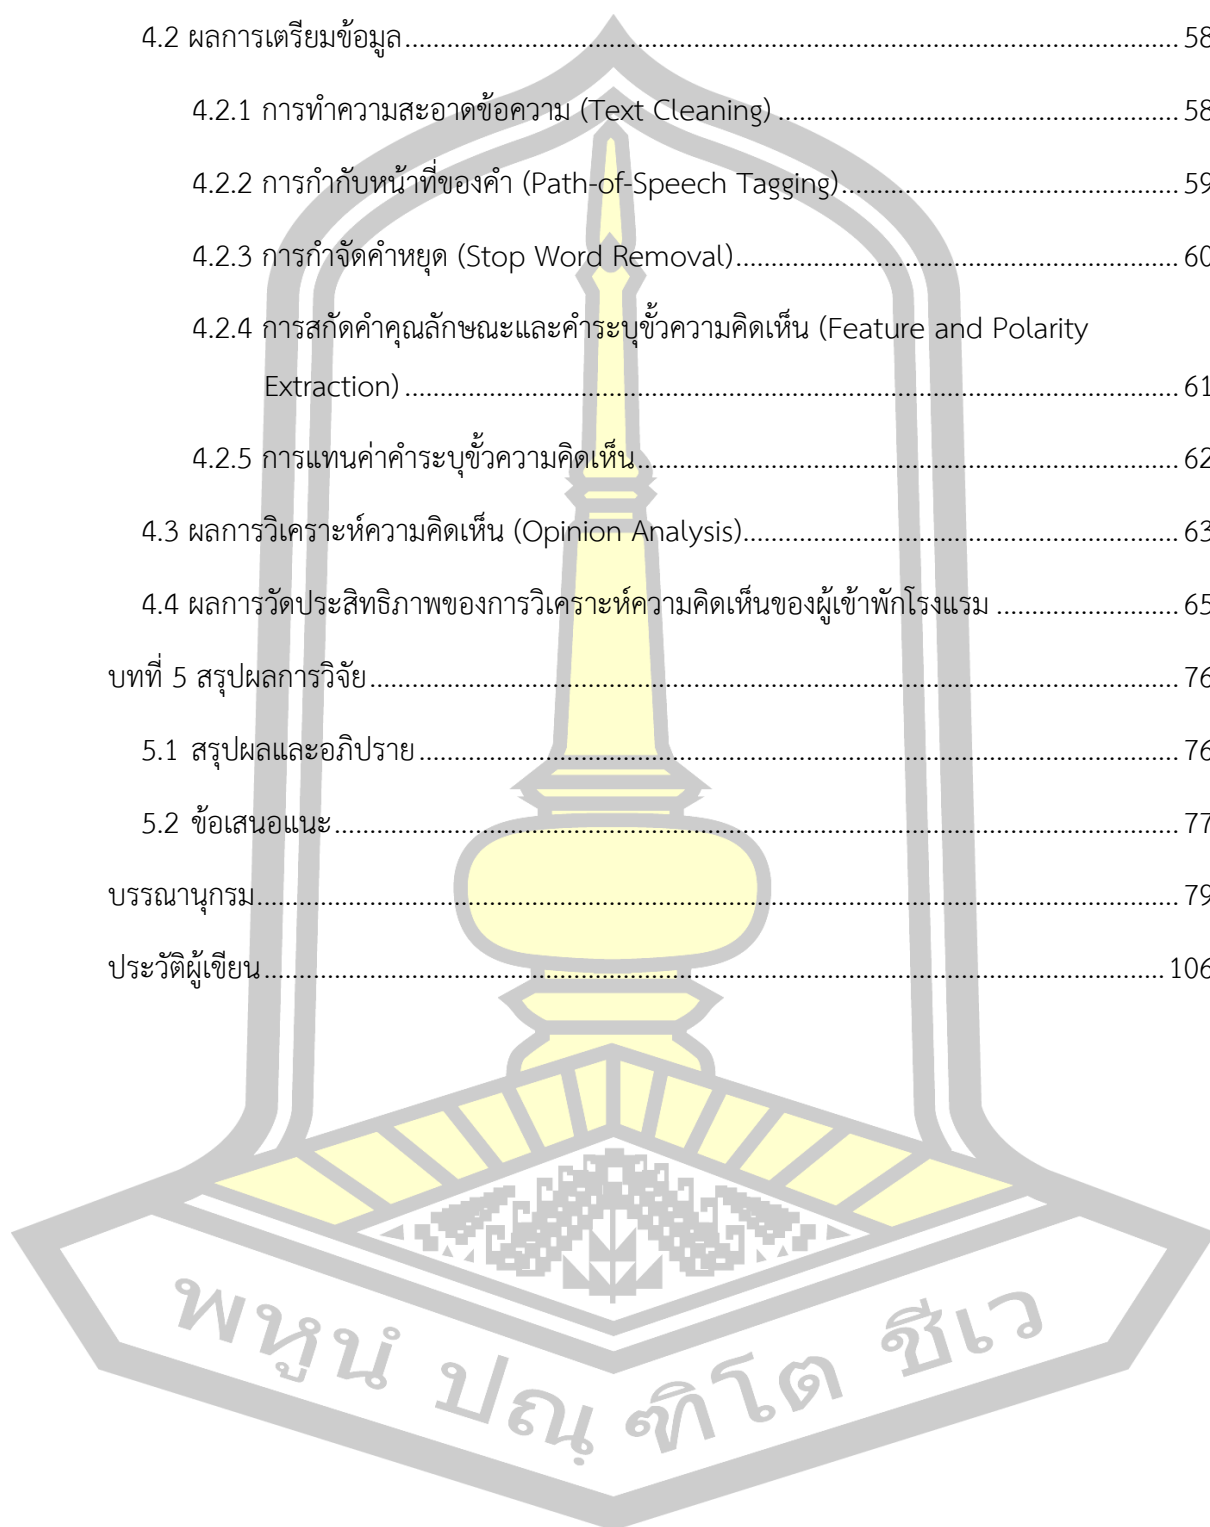 4.2 ผลการเตรียมข้อมูล.......................................................................................................... 58
4.2.1 การทำความสะอาดข้อความ (Text Cleaning) ....................................................... 58
4.2.2 การกำกับหน้าที่ของคำ (Path-of-Speech Tagging).............................................. 59
4.2.3 การกำจัดคำหยุด (Stop Word Removal)............................................................. 60
4.2.4 การสกัดคำคุณลักษณะและคำระบุขั้วความคิดเห็น (Feature and Polarity
Extraction) ........................................................................................................ 61
4.2.5 การแทนค่าคำระบุขั้วความคิดเห็น.......................................................................... 62
4.3 ผลการวิเคราะห์ความคิดเห็น (Opinion Analysis)............................................................ 63
4.4 ผลการวัดประสิทธิภาพของการวิเคราะห์ความคิดเห็นของผู้เข้าพักโรงแรม ......................... 65
บทที่ 5 สรุปผลการวิจัย............................................................................................................... 76
5.1 สรุปผลและอภิปราย......................................................................................................... 76
5.2 ข้อเสนอแนะ.................................................................................................................... 77
บรรณานุกรม.............................................................................................................................. 79
ประวัติผู้เขียน........................................................................................................................... 106
พหูนํ ปณฺฑิโต ชีเว